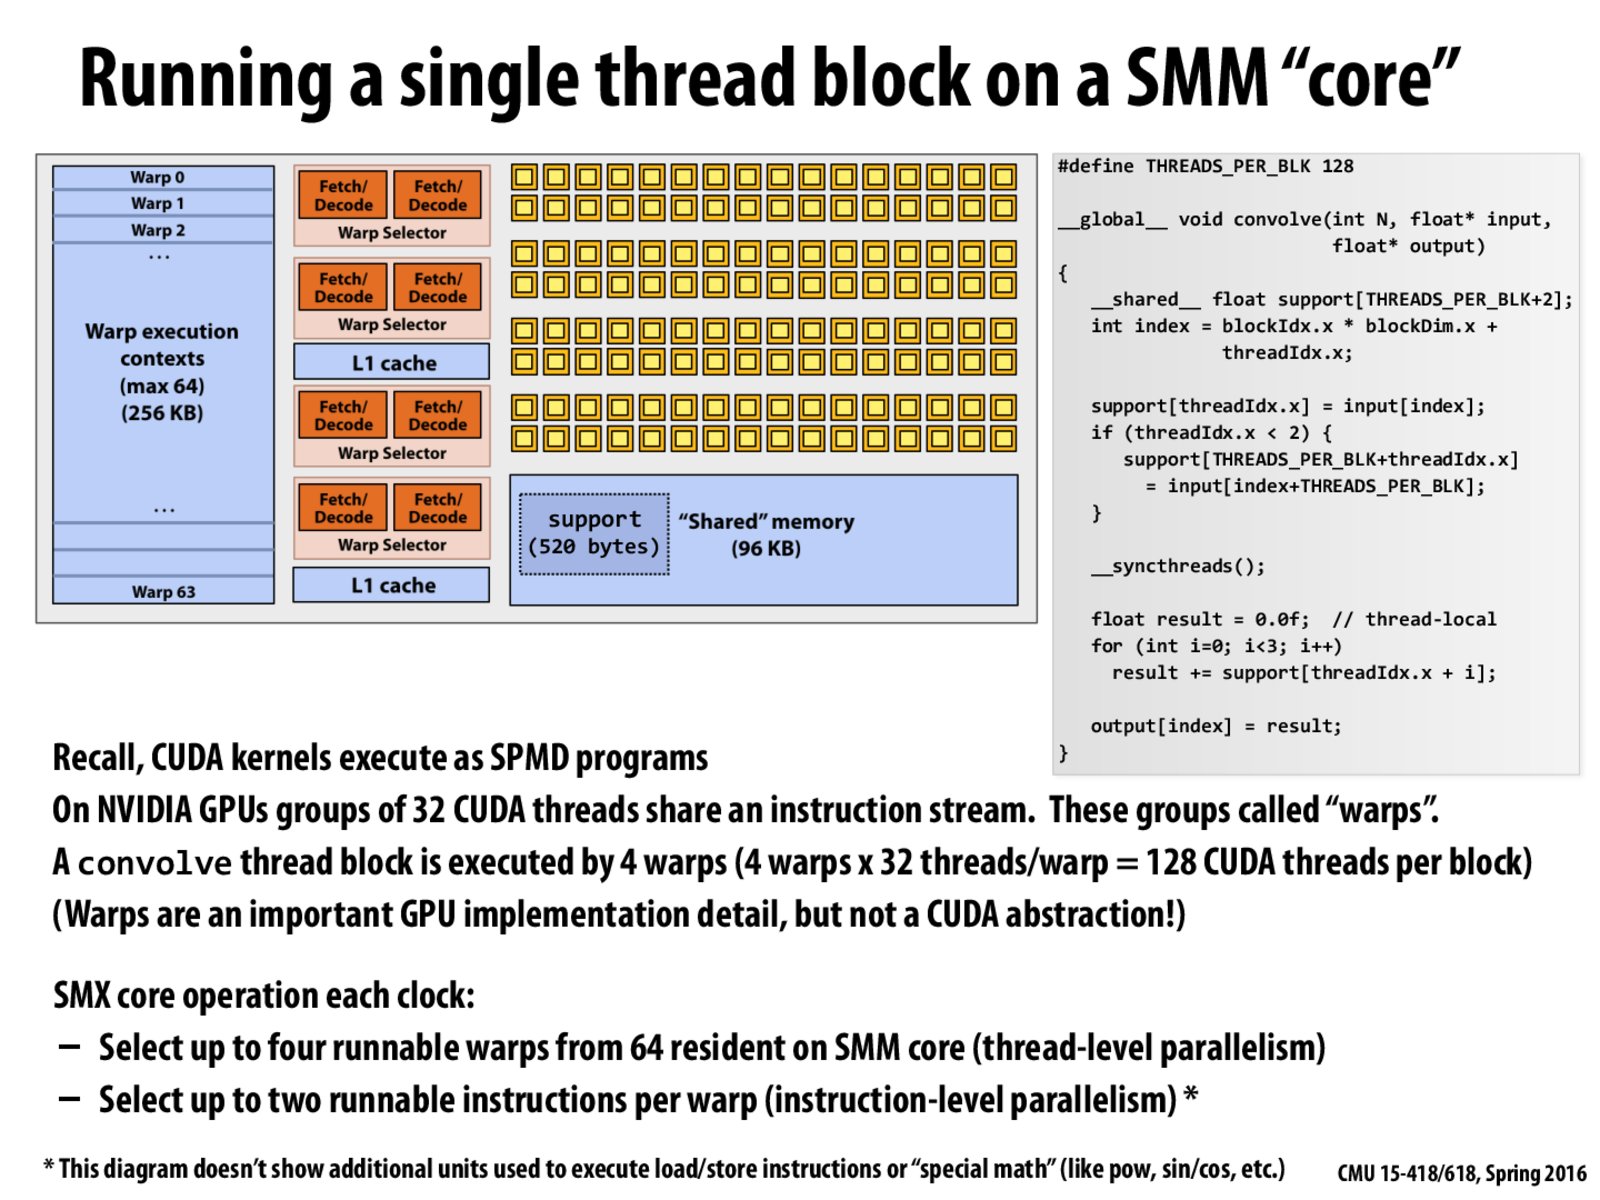 Running a single thread block on a SMM “core”
Warp 0
Warp 1
Warp 2
...
Warp execution
contexts
(max 64)
(256 KB)
...
Warp 63
Fetch/
Decode
Fetch/
Decode
Warp Selector
Fetch/
Decode
Fetch/
Decode
Warp Selector
L1 cache
Fetch/
Decode
Fetch/
Decode
Warp Selector
Fetch/
Decode
Fetch/
Decode
Warp Selector
L1 cache
support
(520 bytes)
“Shared” memory
(96 KB)
#define THREADS_PER_BLK 128
__global__ void convolve(int N, float* input,
float* output)
{
__shared__ float support[THREADS_PER_BLK+2];
int index = blockIdx.x * blockDim.x +
threadIdx.x;
support[threadIdx.x] = input[index];
if (threadIdx.x < 2) {
support[THREADS_PER_BLK+threadIdx.x]
= input[index+THREADS_PER_BLK];
}
__syncthreads();
float result = 0.0f;  // thread-local
for (int i=0; i<3; i++)
result += support[threadIdx.x + i];
output[index] = result;
}
Recall, CUDA kernels execute as SPMD programs
On NVIDIA GPUs groups of 32 CUDA threads share an instruction stream.  These groups called “warps”.
A convolve thread block is executed by 4 warps (4 warps x 32 threads/warp = 128 CUDA threads per block)
(Warps are an important GPU implementation detail, but not a CUDA abstraction!)
SMX core operation each clock:
– Select up to four runnable warps from 64 resident on SMM core (thread-level parallelism)
– Select up to two runnable instructions per warp (instruction-level parallelism) *
* This diagram doesn’t show additional units used to execute load/store instructions or “special math” (like pow, sin/cos, etc.)
CMU 15-418/618, Spring 2016